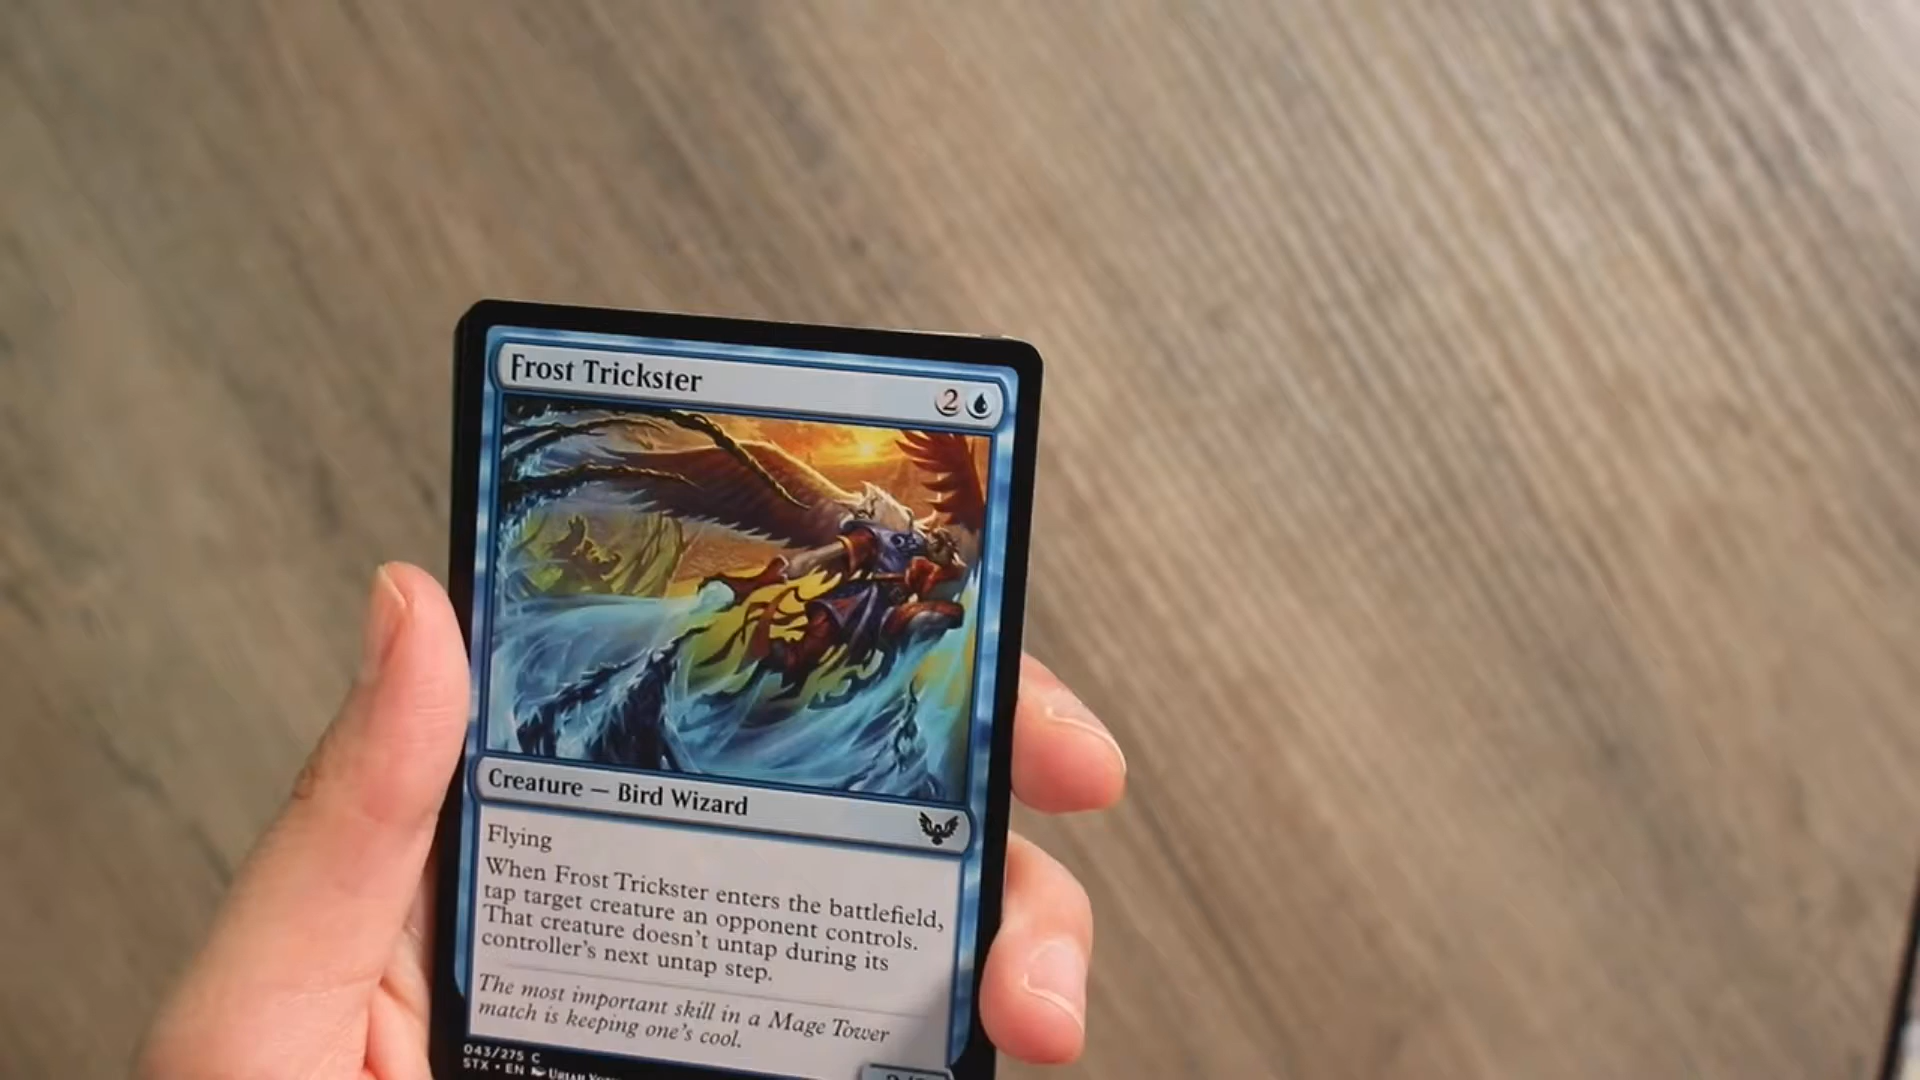 Frost Trickster
2
Creature — Bird Wizard
Flying
When Frost Trickster enters the battlefield,
tap target creature an opponent controls.
That creature doesn't untap during its
controller's next untap step.
The most important skill in a Mage Tower
match is keeping one's cool.
043/275 C
STX • EN